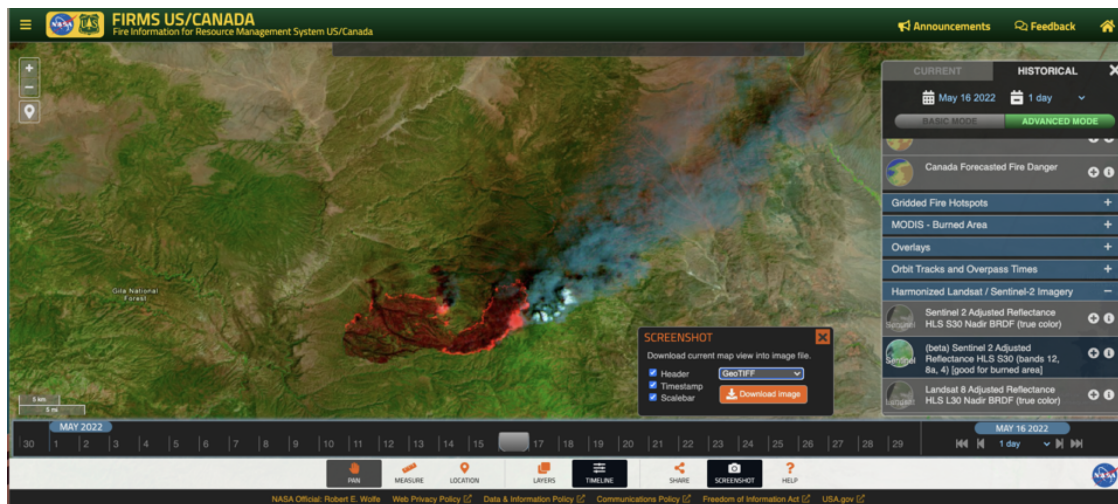 FIRMS US/CANADA
Fire Information for Resource Management System US/Canada
Announcements
Feedback
CURRENT
HISTORICAL
May 16 2022
1 day
BASIC MODE
ADVANCED MODE
Canada Forecasted Fire Danger
Gridded Fire Hotspots
MODIS - Burned Area
Overlays
Orbit Tracks and Overpass Times
Harmonized Landsat / Sentinel-2 Imagery
Sentinel 2 Adjusted Reflectance
HLS S30 Nadir BRDF (true color)
(beta) Sentinel 2 Adjusted
Reflectance HLS S30 (bands 12,
8a, 4) [good for burned area]
Landsat 8 Adjusted Reflectance
HLS L30 Nadir BRDF (true color)
Gila National
Forest
SCREENSHOT
Download current map view into image file.
Header
GeoTIFF
Timestamp
Scalebar
Download image
5 km
5 mi
MAY 2022
30 1 2 3 4 5 6 7 8 9 10 11 12 13 14 15 17 18 19 20 21 22 23 24 25 26 27 28 29
MAY 16 2022
1 day
PAN
MEASURE
LOCATION
LAYERS
TIMELINE
SHARE
SCREENSHOT
HELP
NASA Official: Robert E. Wolfe Web Privacy Policy Data & Information Policy Communications Policy Freedom of Information Act USA.gov